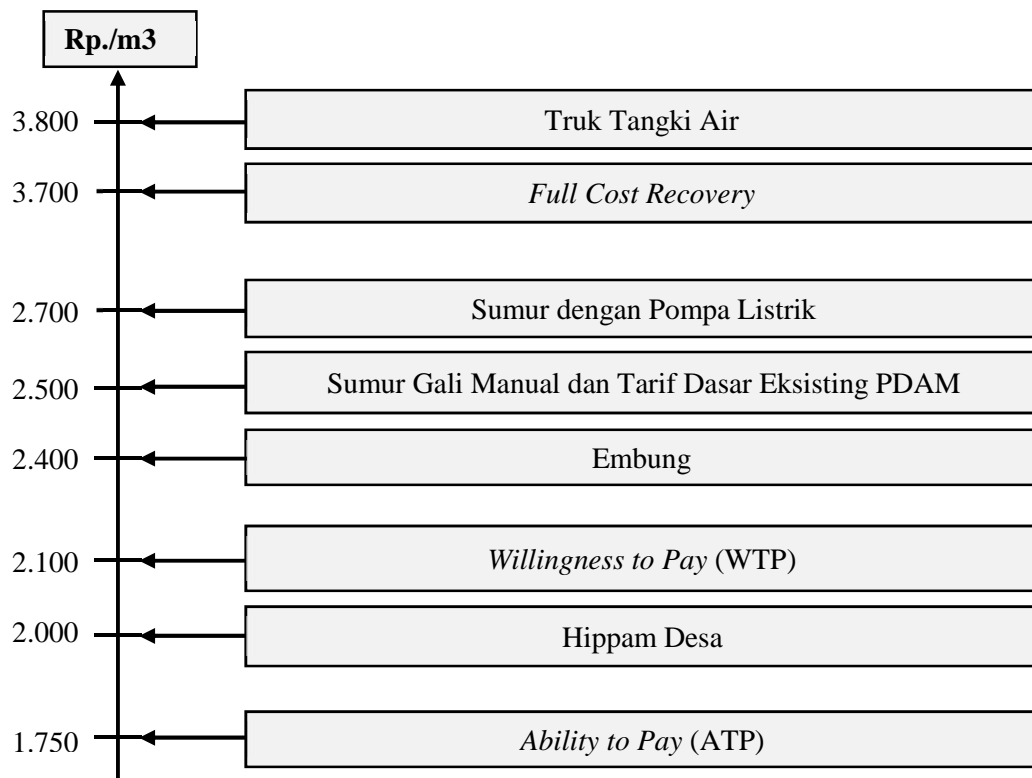 Rp./m3
3.800 Truk Tangki Air
3.700 Full Cost Recovery
2.700 Sumur dengan Pompa Listrik
2.500 Sumur Gali Manual dan Tarif Dasar Eksisting PDAM
2.400 Embung
2.100 Willingness to Pay (WTP)
2.000 Hippam Desa
1.750 Ability to Pay (ATP)